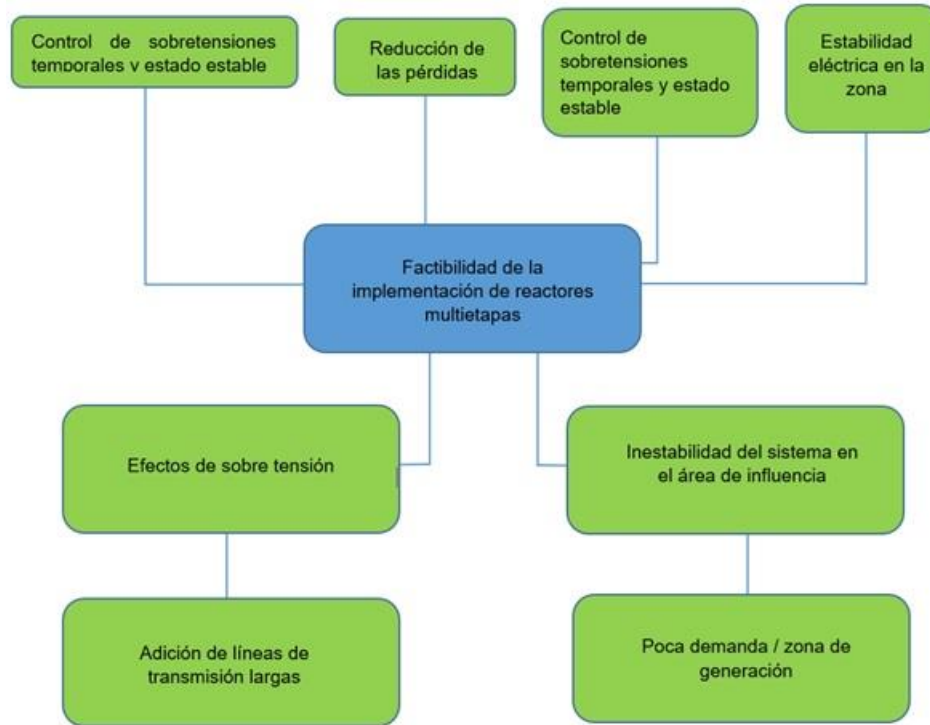 Control de sobretensiones
temporales y estado estable
Reducción de
las pérdidas
Control de
sobretensiones
temporales y estado
estable
Estabilidad
eléctrica en la
zona
Factibilidad de la
implementación de reactores
multietapas
Efectos de sobre tensión
Inestabilidad del sistema en
el área de influencia
Adición de líneas de
transmisión largas
Poca demanda / zona de
generación